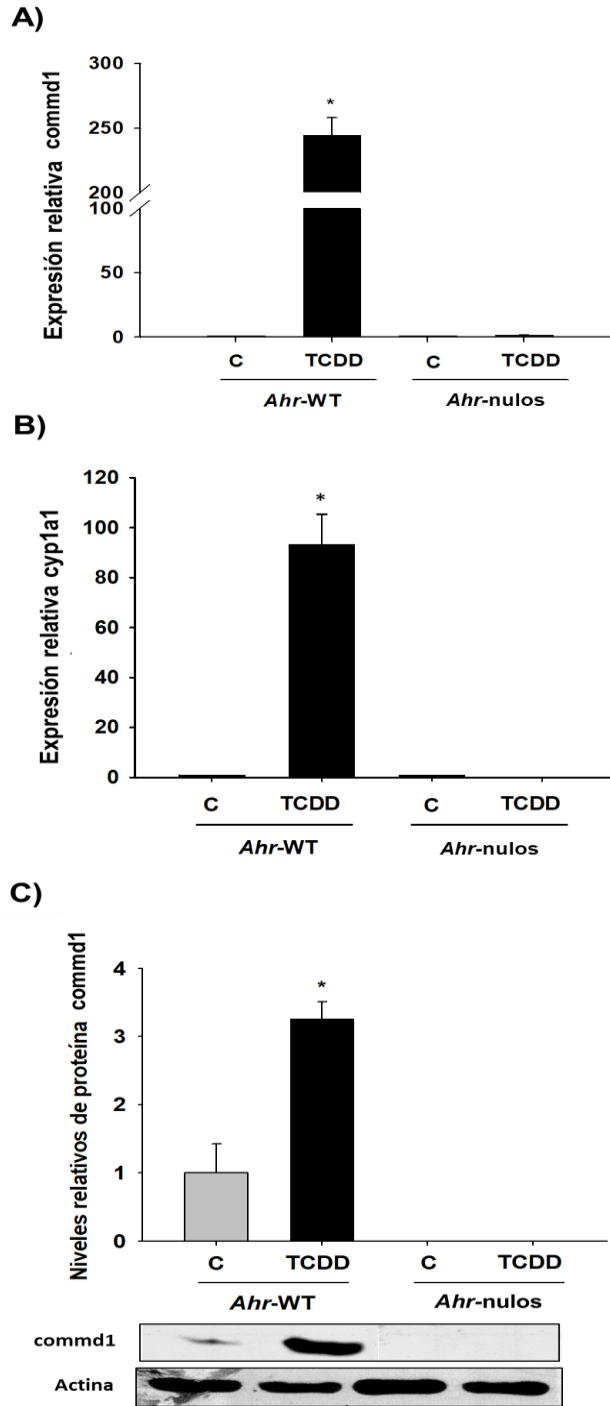 A)
Expresión relativa commd1
300
250
200
100
50
0
*
C TCDD C TCDD
Ahr-WT Ahr-nulos
B)
Expresión relativa cyp1a1
120
100
80
60
40
20
0
*
C TCDD C TCDD
Ahr-WT Ahr-nulos
C)
Niveles relativos de proteína commd1
4
3
2
1
0
*
C TCDD C TCDD
Ahr-WT Ahr-nulos
commd1
Actina